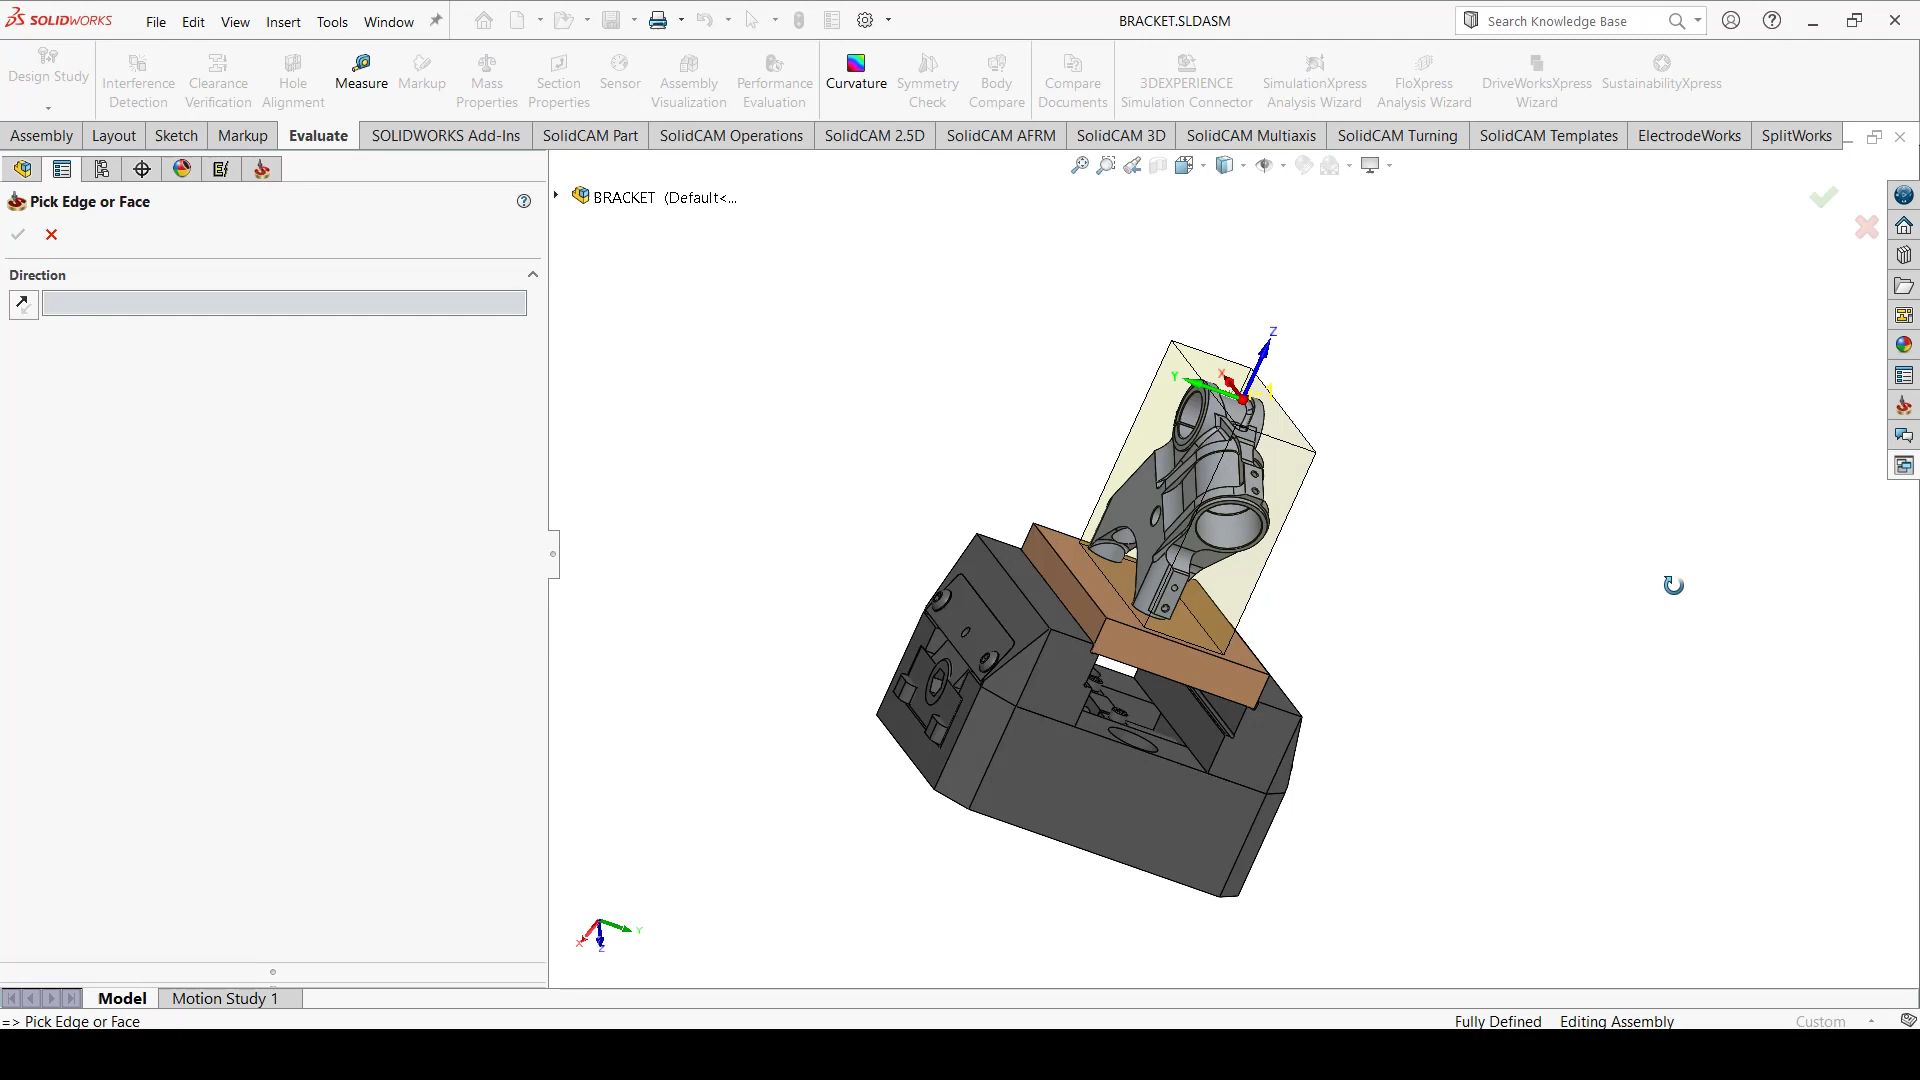 SOLIDWORKS File Edit View Insert Tools Window BRACKET.SLDASM Search Knowledge Base
Design Study
Interference Detection
Clearance Verification
Hole Alignment
Measure
Markup
Mass Properties
Section Properties
Sensor
Assembly Visualization
Performance Evaluation
Curvature
Symmetry Check
Body Compare
Compare Documents
3DEXPERIENCE Simulation Connector
SimulationXpress Analysis Wizard
FloXpress Analysis Wizard
DriveWorksXpress Wizard
SustainabilityXpress
Assembly Layout Sketch Markup Evaluate SOLIDWORKS Add-Ins SolidCAM Part SolidCAM Operations SolidCAM 2.5D SolidCAM AFRM SolidCAM 3D SolidCAM Multiaxis SolidCAM Turning SolidCAM Templates ElectrodeWorks SplitWorks
Pick Edge or Face
BRACKET (Default<...
Direction
Z
Y X
Y
X
Z
Model Motion Study 1
=> Pick Edge or Face Fully Defined Editing Assembly Custom